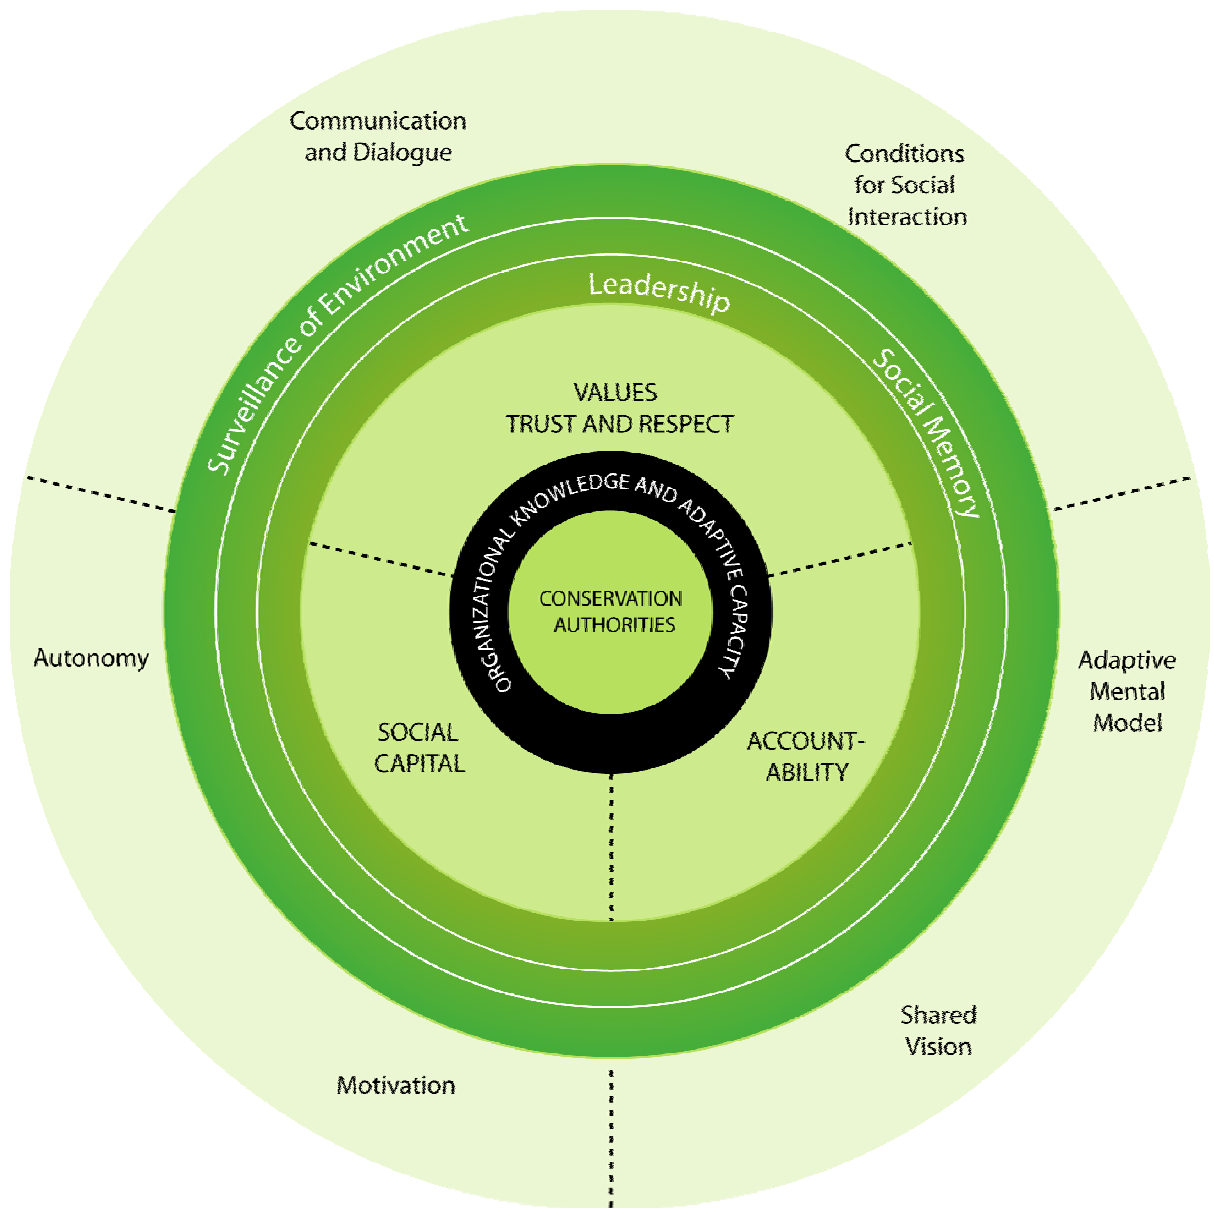 Communication
and Dialogue
Conditions
for Social
Interaction
Surveillance of Environment
Leadership
Social Memory
VALUES
TRUST AND RESPECT
ORGANIZATIONAL KNOWLEDGE AND ADAPTIVE CAPACITY
CONSERVATION
AUTHORITIES
Autonomy
Adaptive
Mental
Model
SOCIAL
CAPITAL
ACCOUNT-
ABILITY
Shared
Vision
Motivation